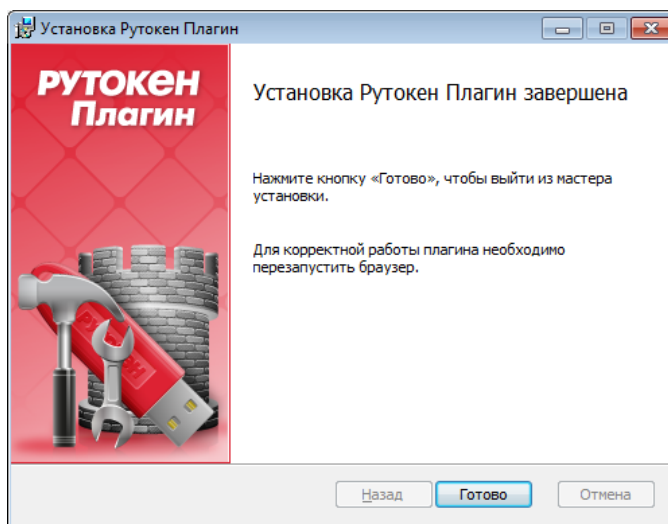 Установка Рутокен Плагин
РУТОКЕН
Плагин
Установка Рутокен Плагин завершена
Нажмите кнопку «Готово», чтобы выйти из мастера
установки.
Для корректной работы плагина необходимо
перезапустить браузер.
РУТОКЕН
Назад
Готово
Отмена